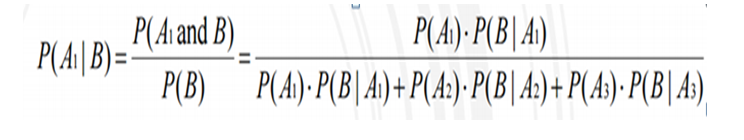 P(A₁|B)= P(A₁ and B) / P(B) = P(A₁)·P(B|A₁) / P(A₁)·P(B|A₁)+P(A₂)·P(B|A₂)+P(A₃)·P(B|A₃)